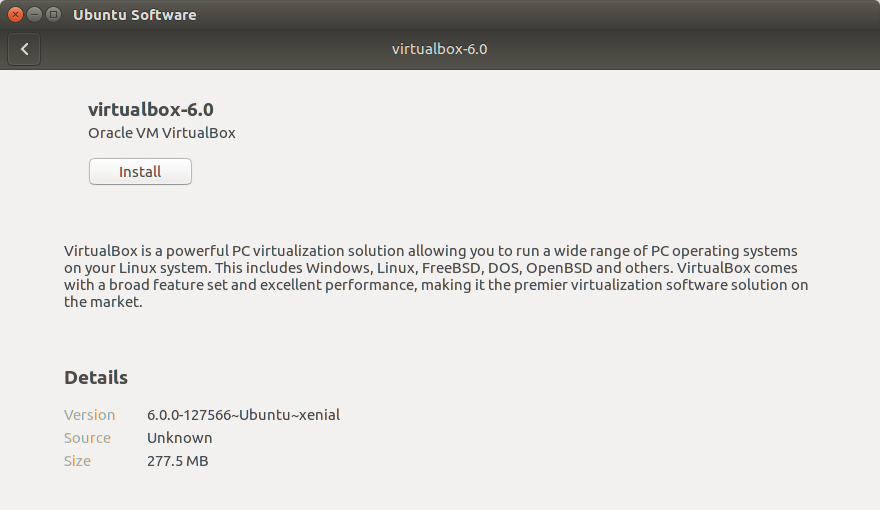 Ubuntu Software
virtualbox-6.0
virtualbox-6.0
Oracle VM VirtualBox
Install
VirtualBox is a powerful PC virtualization solution allowing you to run a wide range of PC operating systems
on your Linux system. This includes Windows, Linux, FreeBSD, DOS, OpenBSD and others. VirtualBox comes
with a broad feature set and excellent performance, making it the premier virtualization software solution on
the market.
Details
Version 6.0.0-127566~Ubuntu~xenial
Source Unknown
Size 277.5 MB